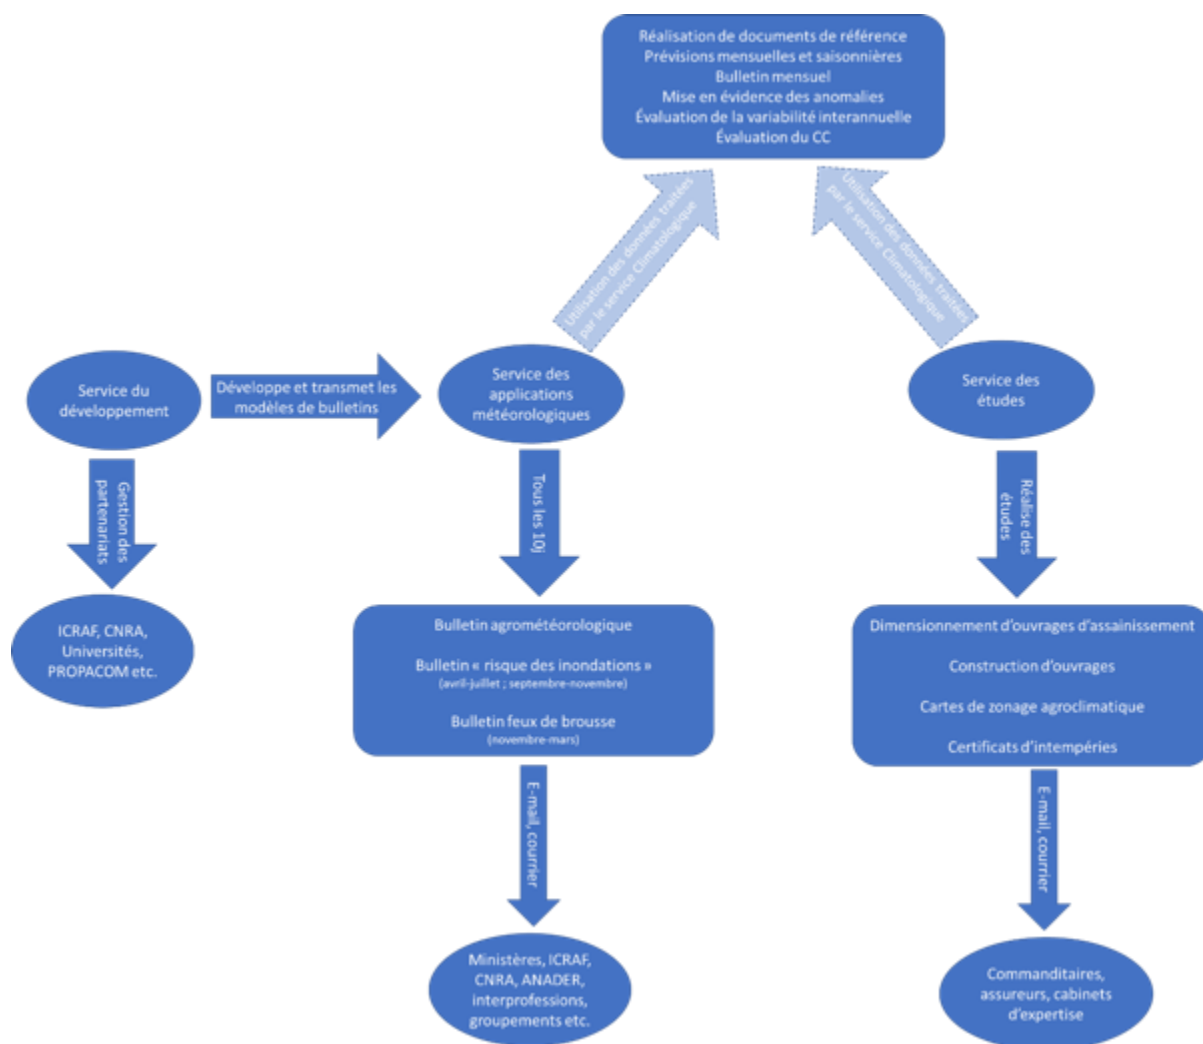 Réalisation de documents de référence
Prévisions mensuelles et saisonnières
Bulletin mensuel
Mise en évidence des anomalies
Évaluation de la variabilité interannuelle
Évaluation du CC
Utilisation des données traitées
par le service Climatologique
Utilisation des données traitées
par le service Climatologique
Service du
développement
Développe et transmet les
modèles de bulletins
Service des
applications
météorologiques
Service des
études
Gestion des
partenariats
Tous les 10j
Réalise des
études
ICRAF, CNRA,
Universités,
PROPACOM etc.
Bulletin agrométéorologique
Bulletin « risque des inondations »
(avril-juillet ; septembre-novembre)
Bulletin feux de brousse
(novembre-mars)
Dimensionnement d'ouvrages d'assainissement
Construction d'ouvrages
Cartes de zonage agroclimatique
Certificats d'intempéries
E-mail, courrier
E-mail, courrier
Ministères, ICRAF,
CNRA, ANADER,
interprofessions,
groupements etc.
Commanditaires,
assureurs, cabinets
d'expertise